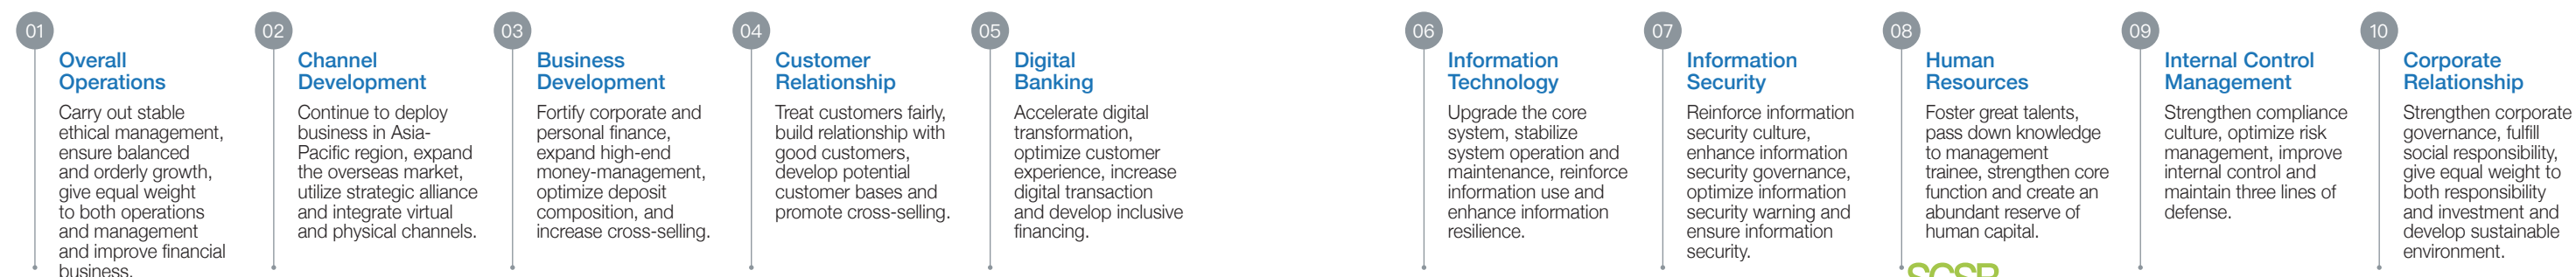 01
Overall
Operations
Carry out stable
ethical management,
ensure balanced
and orderly growth,
give equal weight
to both operations
and management
and improve financial
business.
02
Channel
Development
Continue to deploy
business in Asia-
Pacific region, expand
the overseas market,
utilize strategic alliance
and integrate virtual
and physical channels.
03
Business
Development
Fortify corporate and
personal finance,
expand high-end
money-management,
optimize deposit
composition, and
increase cross-selling.
04
Customer
Relationship
Treat customers fairly,
build relationship with
good customers,
develop potential
customer bases and
promote cross-selling.
05
Digital
Banking
Accelerate digital
transformation,
optimize customer
experience, increase
digital transaction
and develop inclusive
financing.
06
Information
Technology
Upgrade the core
system, stabilize
system operation and
maintenance, reinforce
information use and
enhance information
resilience.
07
Information
Security
Reinforce information
security culture,
enhance information
security governance,
optimize information
security warning and
ensure information
security.
08
Human
Resources
Foster great talents,
pass down knowledge
to management
trainee, strengthen core
function and create an
abundant reserve of
human capital.
09
Internal Control
Management
Strengthen compliance
culture, optimize risk
management, improve
internal control and
maintain three lines of
defense.
10
Corporate
Relationship
Strengthen corporate
governance, fulfill
social responsibility,
give equal weight to
both responsibility
and investment and
develop sustainable
environment.